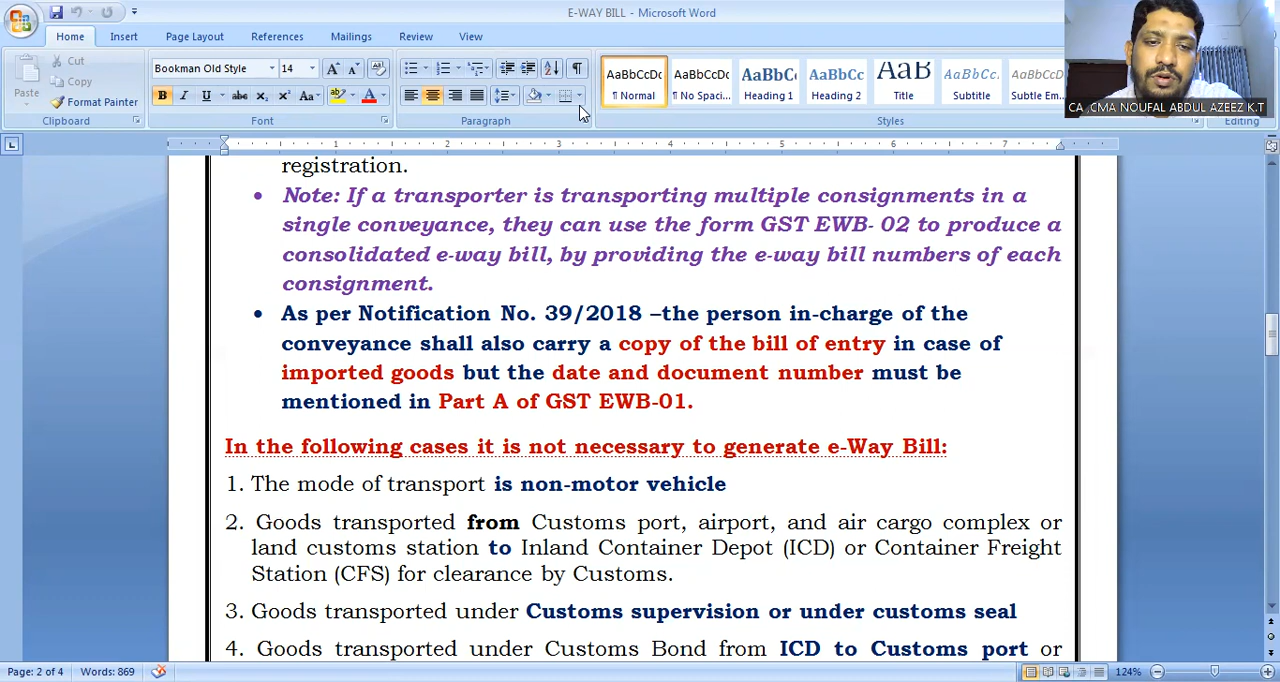 E-WAY BILL - Microsoft Word
Home Insert Page Layout References Mailings Review View
Paste Cut Copy Format Painter
Bookman Old Style 14
AaBbCcDc AaBbCcDc AaBbC AaBbCc AaB AaBbCc. AaBbCc.
¶ Normal ¶ No Spaci... Heading 1 Heading 2 Title Subtitle Subtle Em...
Clipboard Font Paragraph Styles Editing
CA ,CMA NOUFAL ABDUL AZEEZ K.T
1 2 3 4 5 6 7
registration.
• Note: If a transporter is transporting multiple consignments in a
single conveyance, they can use the form GST EWB- 02 to produce a
consolidated e-way bill, by providing the e-way bill numbers of each
consignment.
• As per Notification No. 39/2018 –the person in-charge of the
conveyance shall also carry a copy of the bill of entry in case of
imported goods but the date and document number must be
mentioned in Part A of GST EWB-01.
In the following cases it is not necessary to generate e-Way Bill:
1. The mode of transport is non-motor vehicle
2. Goods transported from Customs port, airport, and air cargo complex or
land customs station to Inland Container Depot (ICD) or Container Freight
Station (CFS) for clearance by Customs.
3. Goods transported under Customs supervision or under customs seal
4. Goods transported under Customs Bond from ICD to Customs port or
Page: 2 of 4 Words: 869 124%